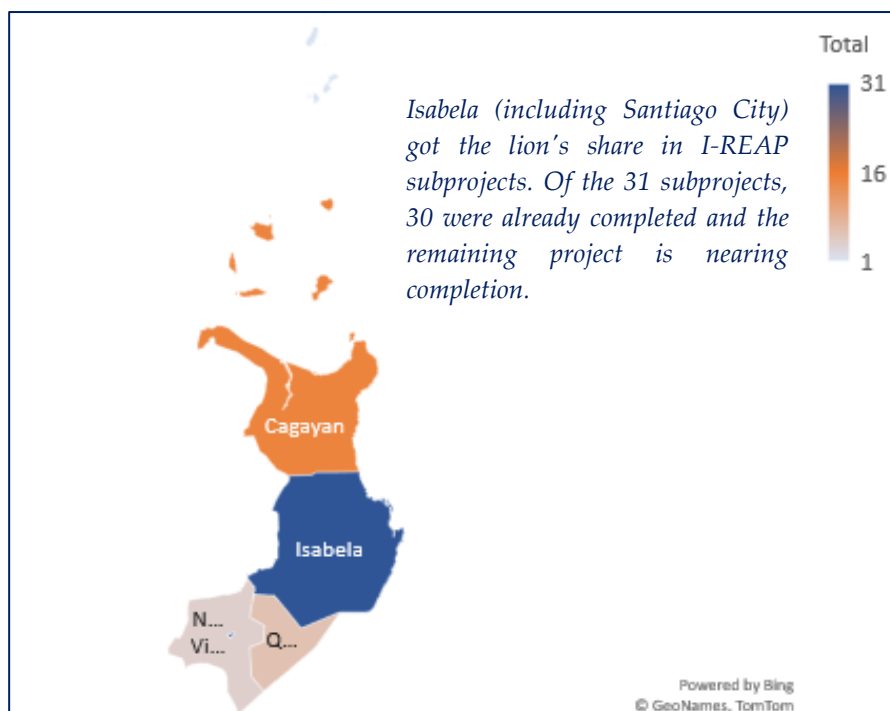 Total
31
16
1
Isabela (including Santiago City)
got the lion's share in I-REAP
subprojects. Of the 31 subprojects,
30 were already completed and the
remaining project is nearing
completion.
Cagayan
Isabela
N...
Vi...
Q...
Powered by Bing
© GeoNames, TomTom